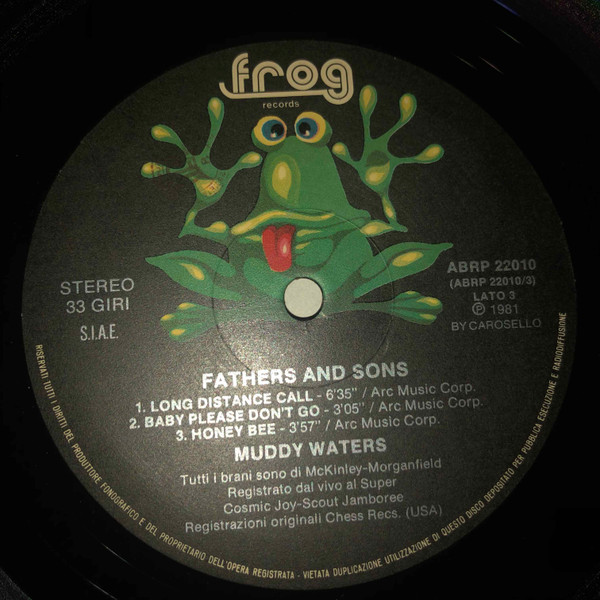 frog
records
STEREO
33 GIRI
S.I.A.E.
ABRP 22010
(ABRP 22010/3)
LATO 3
Ⓟ 1981
BY CAROSELLO
FATHERS AND SONS
1. LONG DISTANCE CALL - 6'35" / Arc Music Corp.
2. BABY PLEASE DON'T GO - 3'05" / Arc Music Corp.
3. HONEY BEE - 3'57" / Arc Music Corp.
MUDDY WATERS
Tutti i brani sono di McKinley-Morganfield
Registrato dal vivo al Super
Cosmic Joy-Scout Jamboree
Registrazioni originali Chess Recs. (USA)
RISERVATI TUTTI I DIRITTI DEL PRODUTTORE FONOGRAFICO E DEL PROPRIETARIO DELL'OPERA REGISTRATA - VIETATA DUPLICAZIONE UTILIZZAZIONE DI QUESTO DISCO DEPOSITATO PER PUBBLICA ESECUZIONE E RADIODIFFUSIONE